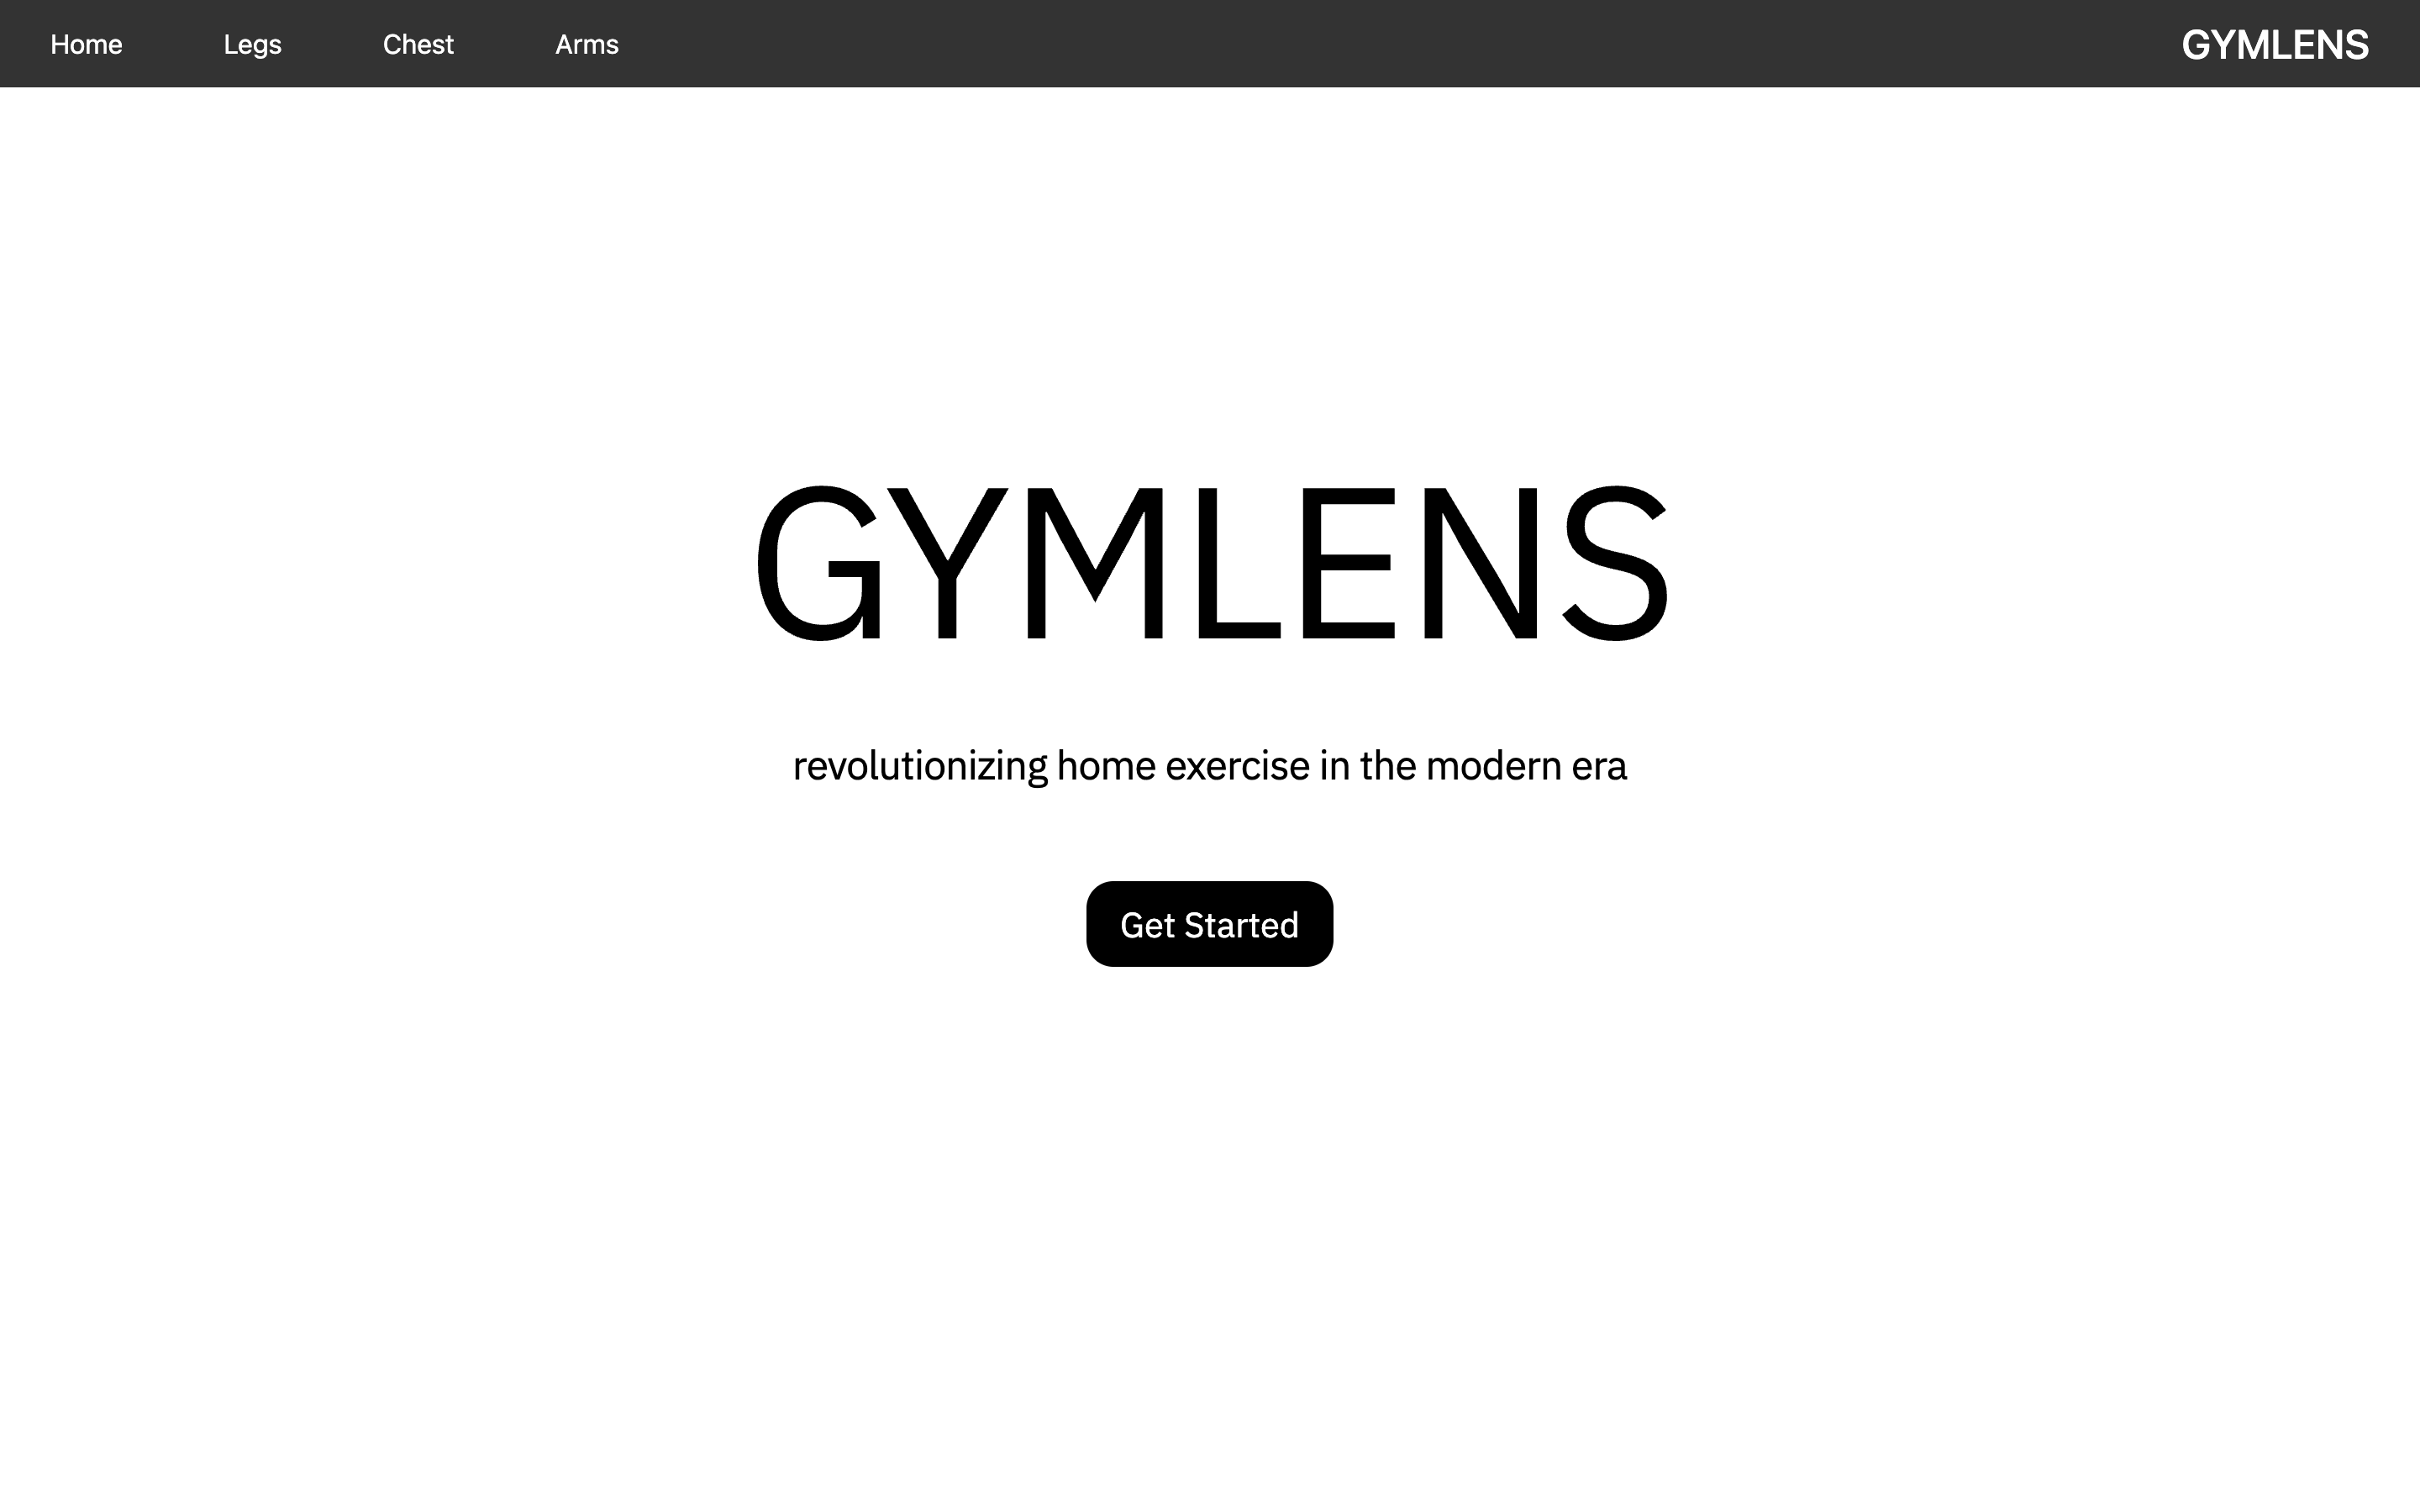 Home Legs Chest Arms GYMLENS
GYMLENS
revolutionizing home exercise in the modern era
Get Started